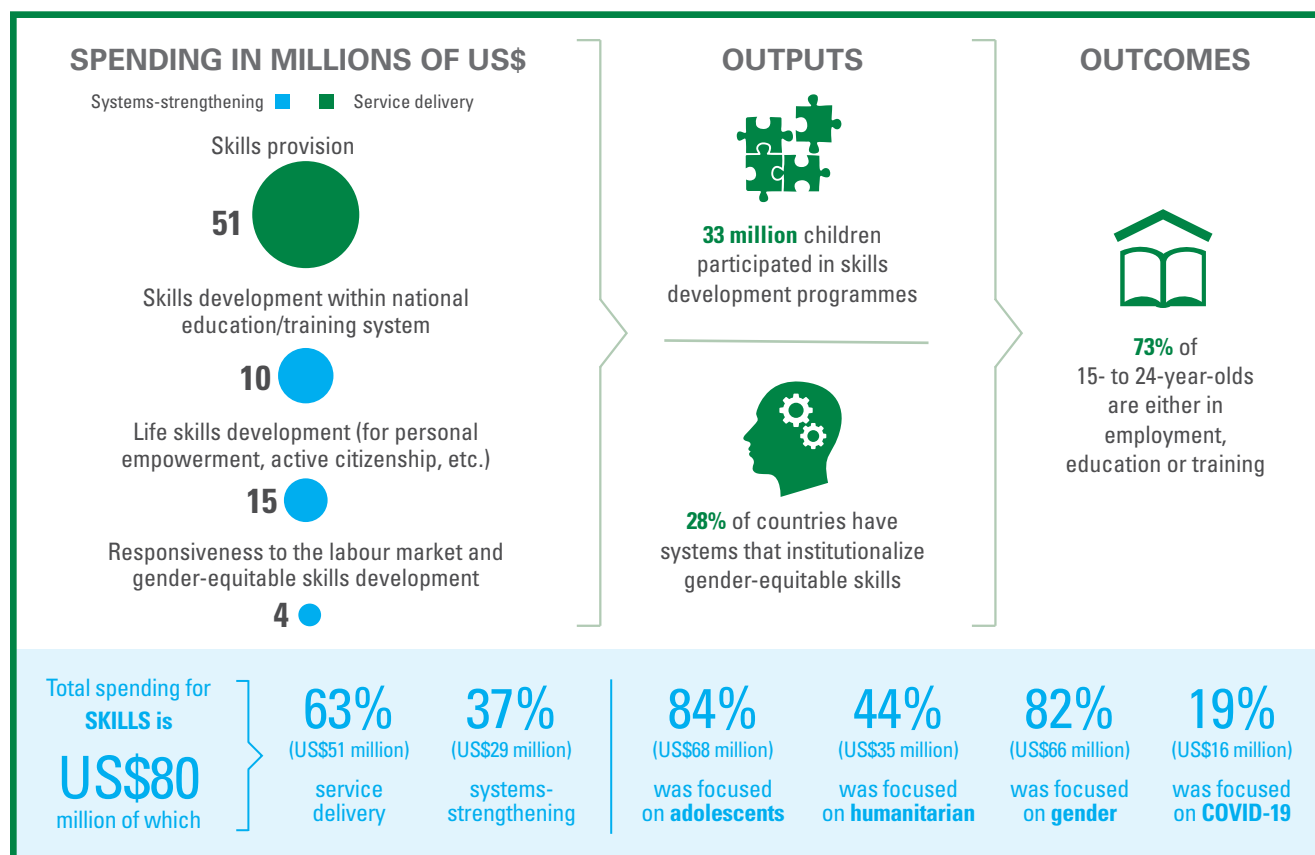 SPENDING IN MILLIONS OF US$
Systems-strengthening
Service delivery
Skills provision
51
Skills development within national
education/training system
10
Life skills development (for personal
empowerment, active citizenship, etc.)
15
Responsiveness to the labour market and
gender-equitable skills development
4
OUTPUTS
33 million children
participated in skills
development programmes
28% of countries have
systems that institutionalize
gender-equitable skills
OUTCOMES
73% of
15- to 24-year-olds
are either in
employment,
education or training
Total spending for
SKILLS is
US$80
million of which
63%
(US$51 million)
service
delivery
37%
(US$29 million)
systems-
strengthening
84%
(US$68 million)
was focused
on adolescents
44%
(US$35 million)
was focused
on humanitarian
82%
(US$66 million)
was focused
on gender
19%
(US$16 million)
was focused
on COVID-19